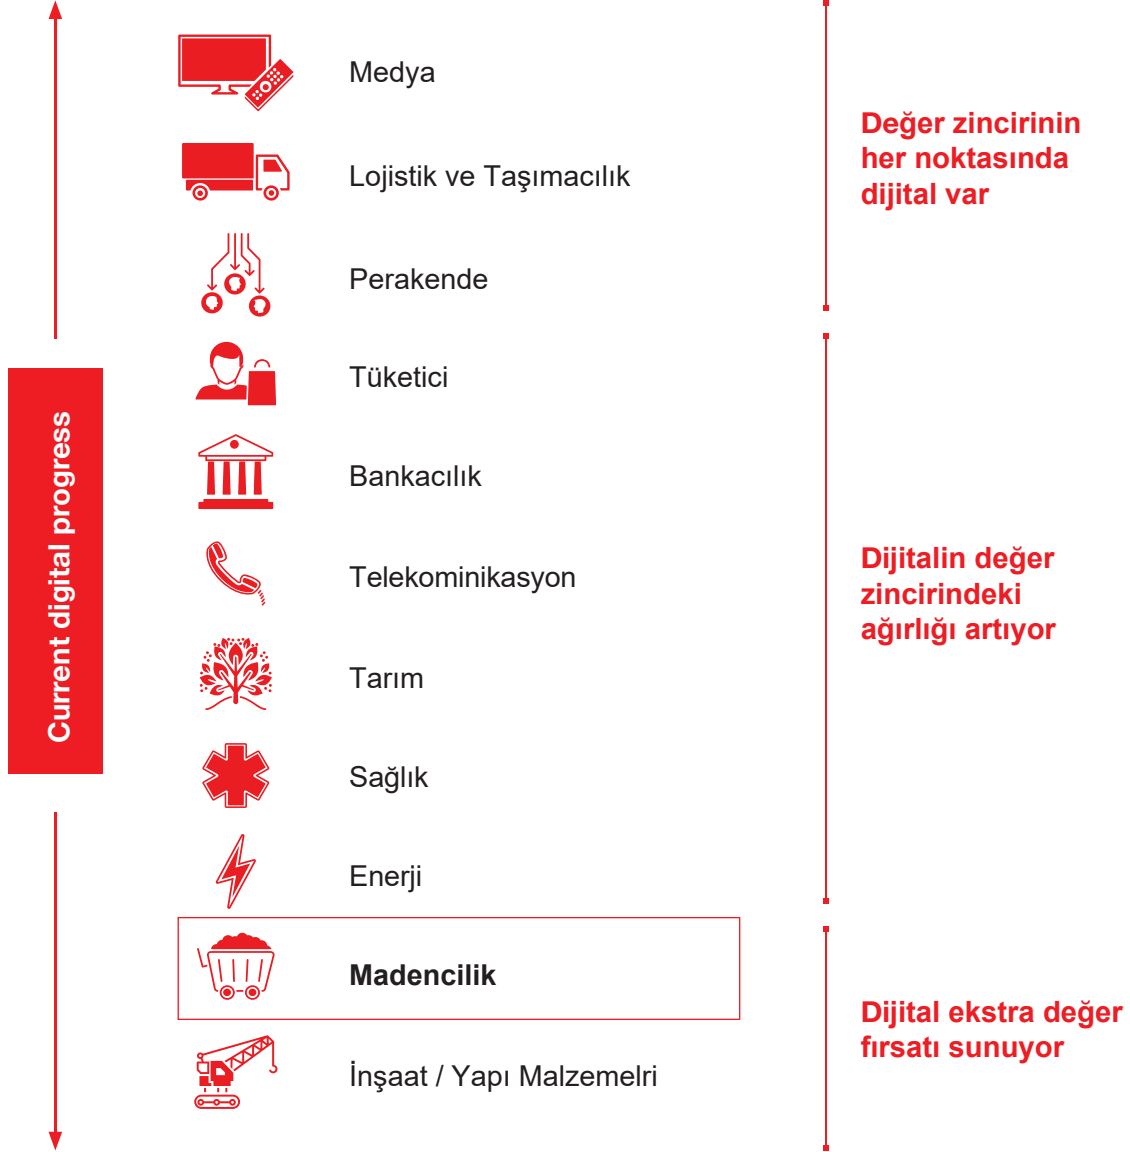 Medya
Lojistik ve Taşımacılık
Perakende
Tüketici
Bankacılık
Telekominikasyon
Tarım
Sağlık
Enerji
Madencilik
İnşaat / Yapı Malzemelri
Current digital progress
Değer zincirinin
her noktasında
dijital var
Dijitalin değer
zincirindeki
ağırlığı artıyor
Dijital ekstra değer
fırsatı sunuyor